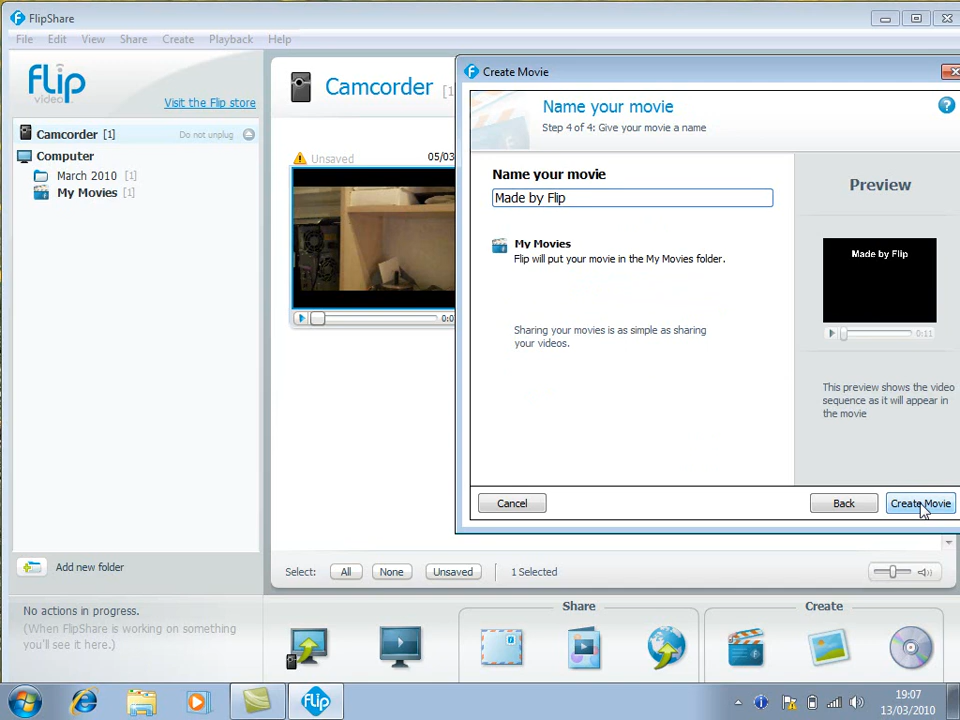 FlipShare
File Edit View Share Create Playback Help
flip
video
Visit the Flip store
Camcorder [1] Do not unplug
Computer
March 2010 [1]
My Movies [1]
Add new folder
No actions in progress.
(When FlipShare is working on something
you'll see it here.)
Camcorder [1
Unsaved 05/03
0:0
Select: All None Unsaved 1 Selected
Share
Create
Create Movie
Name your movie
Step 4 of 4: Give your movie a name
?
Name your movie
Made by Flip
My Movies
Flip will put your movie in the My Movies folder.
Sharing your movies is as simple as sharing
your videos.
Preview
Made by Flip
0:11
This preview shows the video
sequence as it will appear in
the movie
Cancel Back Create Movie
flip
19:07
13/03/2010